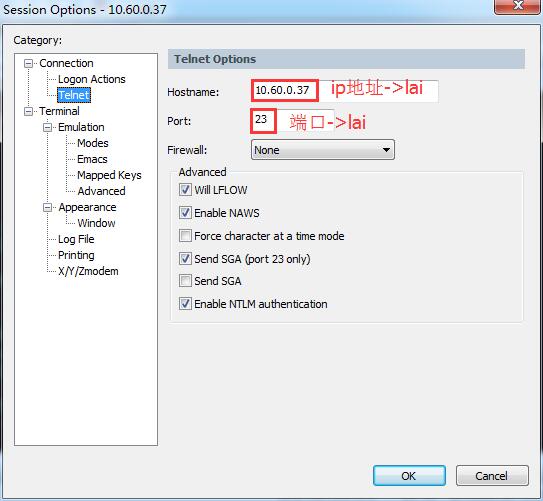 Session Options - 10.60.0.37
Category:
Connection
Logon Actions
Telnet
Terminal
Emulation
Modes
Emacs
Mapped Keys
Advanced
Appearance
Window
Log File
Printing
X/Y/Zmodem
Telnet Options
Hostname: 10.60.0.37 ip地址->lai
Port: 23 端口->lai
Firewall: None
Advanced
Will LFLOW
Enable NAWS
Force character at a time mode
Send SGA (port 23 only)
Send SGA
Enable NTLM authentication
OK Cancel